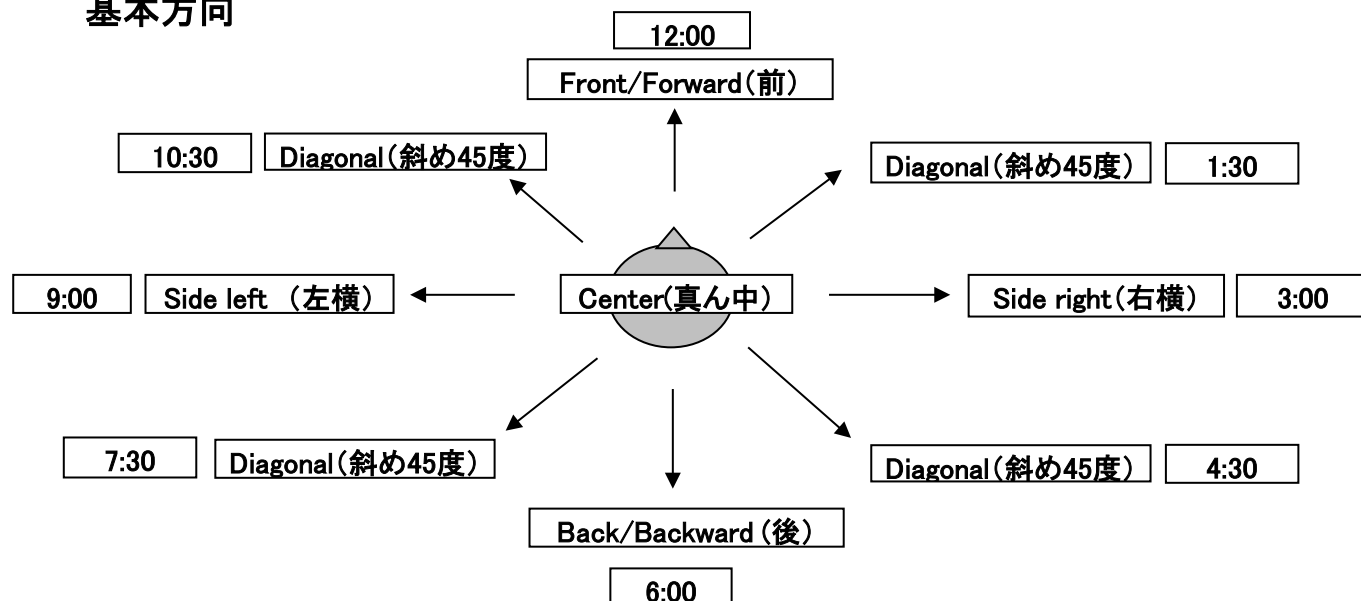 基本方向
12:00
Front/Forward(前)
10:30 Diagonal(斜め45度)
Diagonal(斜め45度) 1:30
9:00 Side left (左横)
Center(真ん中)
Side right(右横) 3:00
7:30 Diagonal(斜め45度)
Diagonal(斜め45度) 4:30
Back/Backward(後)
6:00